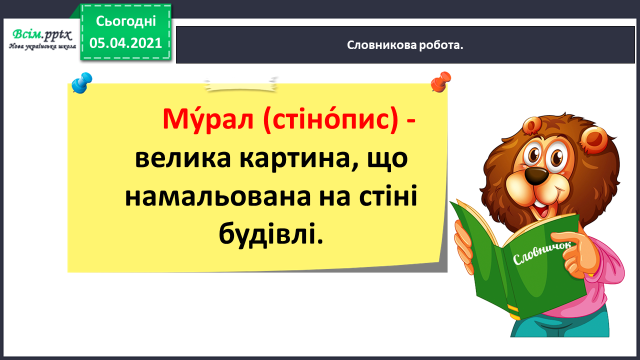 Всім.pptx
Нова українська школа
Сьогодні
05.04.2021
Словникова робота.
Му́рал (стіно́пис) -
велика картина, що
намальована на стіні
будівлі.
Словничок